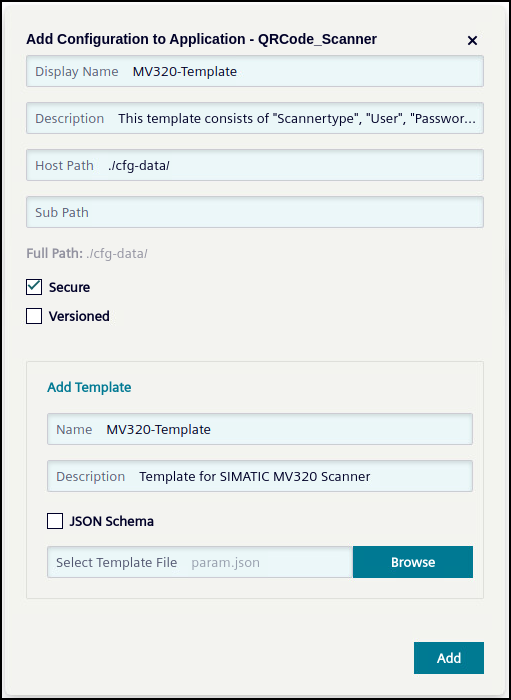 Add Configuration to Application - QRCode_Scanner
Display Name MV320-Template
Description This template consists of "Scannertype", "User", "Passwor...
Host Path ./cfg-data/
Sub Path
Full Path: ./cfg-data/
Secure
Versioned
Add Template
Name MV320-Template
Description Template for SIMATIC MV320 Scanner
JSON Schema
Select Template File param.json Browse
Add